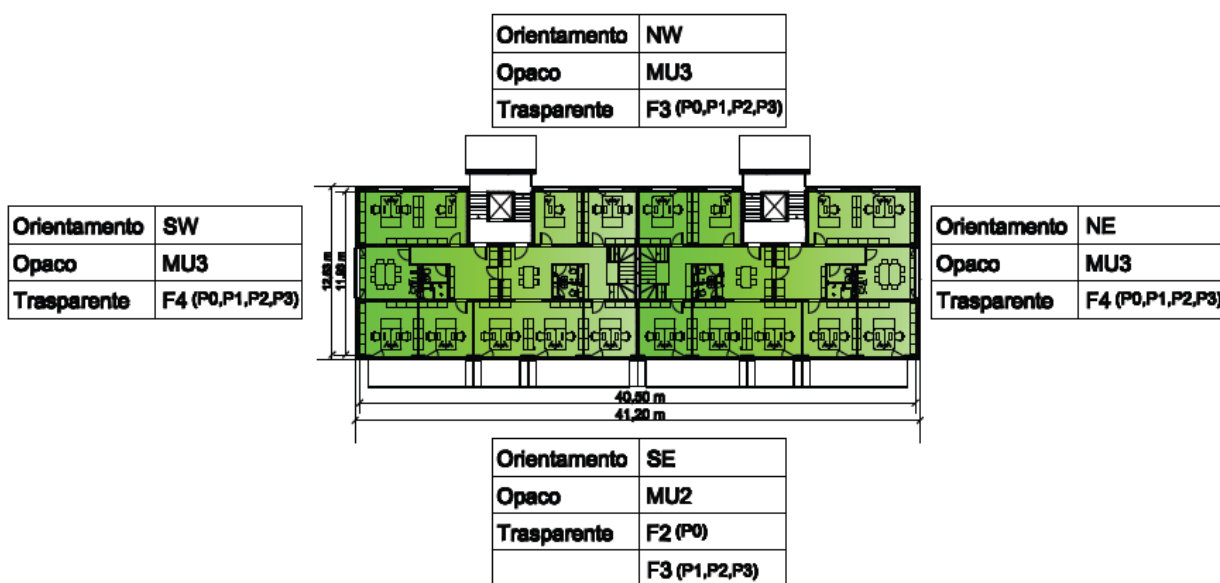 Orientamento NW
Opaco MU3
Trasparente F3 (P0,P1,P2,P3)
Orientamento SW
Opaco MU3
Trasparente F4 (P0,P1,P2,P3)
12,63 m
11,93 m
Orientamento NE
Opaco MU3
Trasparente F4 (P0,P1,P2,P3)
40,50 m
41,20 m
Orientamento SE
Opaco MU2
Trasparente F2 (P0)
F3 (P1,P2,P3)